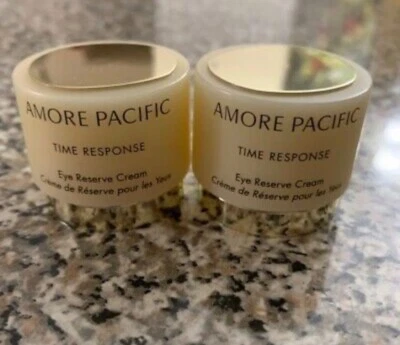 AMORE PACIFIC
TIME RESPONSE
Eye Reserve Cream
Crème de Réserve pour les Yeux
AMORE PACIFIC
TIME RESPONSE
Eye Reserve Cream
Crème de Réserve pour les Yeux